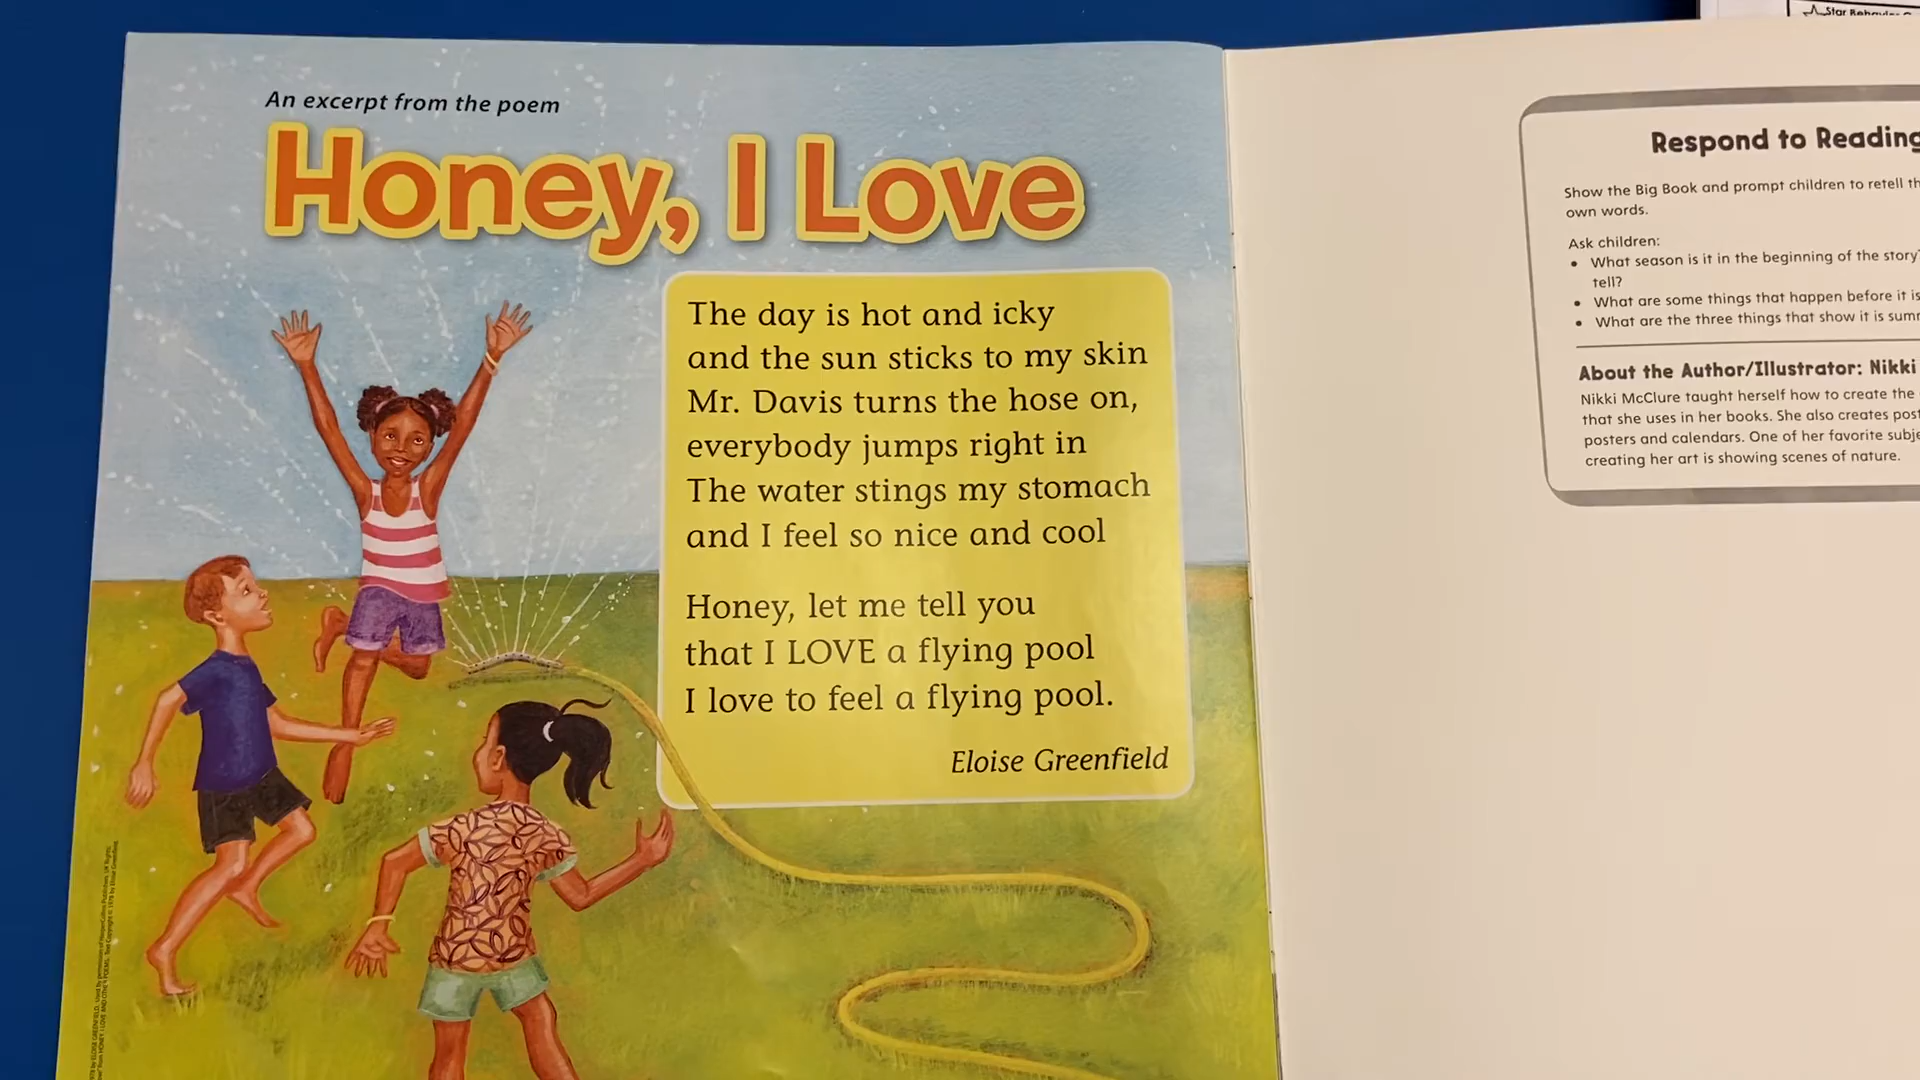 An excerpt from the poem
Honey, I Love
The day is hot and icky
and the sun sticks to my skin
Mr. Davis turns the hose on,
everybody jumps right in
The water stings my stomach
and I feel so nice and cool
Honey, let me tell you
that I LOVE a flying pool
I love to feel a flying pool.
Eloise Greenfield
Star
Respond to Reading
Show the Big Book and prompt children to retell
own words.
Ask children:
• What season is it in the beginning of the story?
tell?
• What are some things that happen before it is
• What are the three things that show it is
About the Author/Illustrator: Nikki
Nikki McClure taught herself how to create the
that she uses in her books. She also creates
posters and calendars. One of her favorite
creating her art is showing scenes of nature.